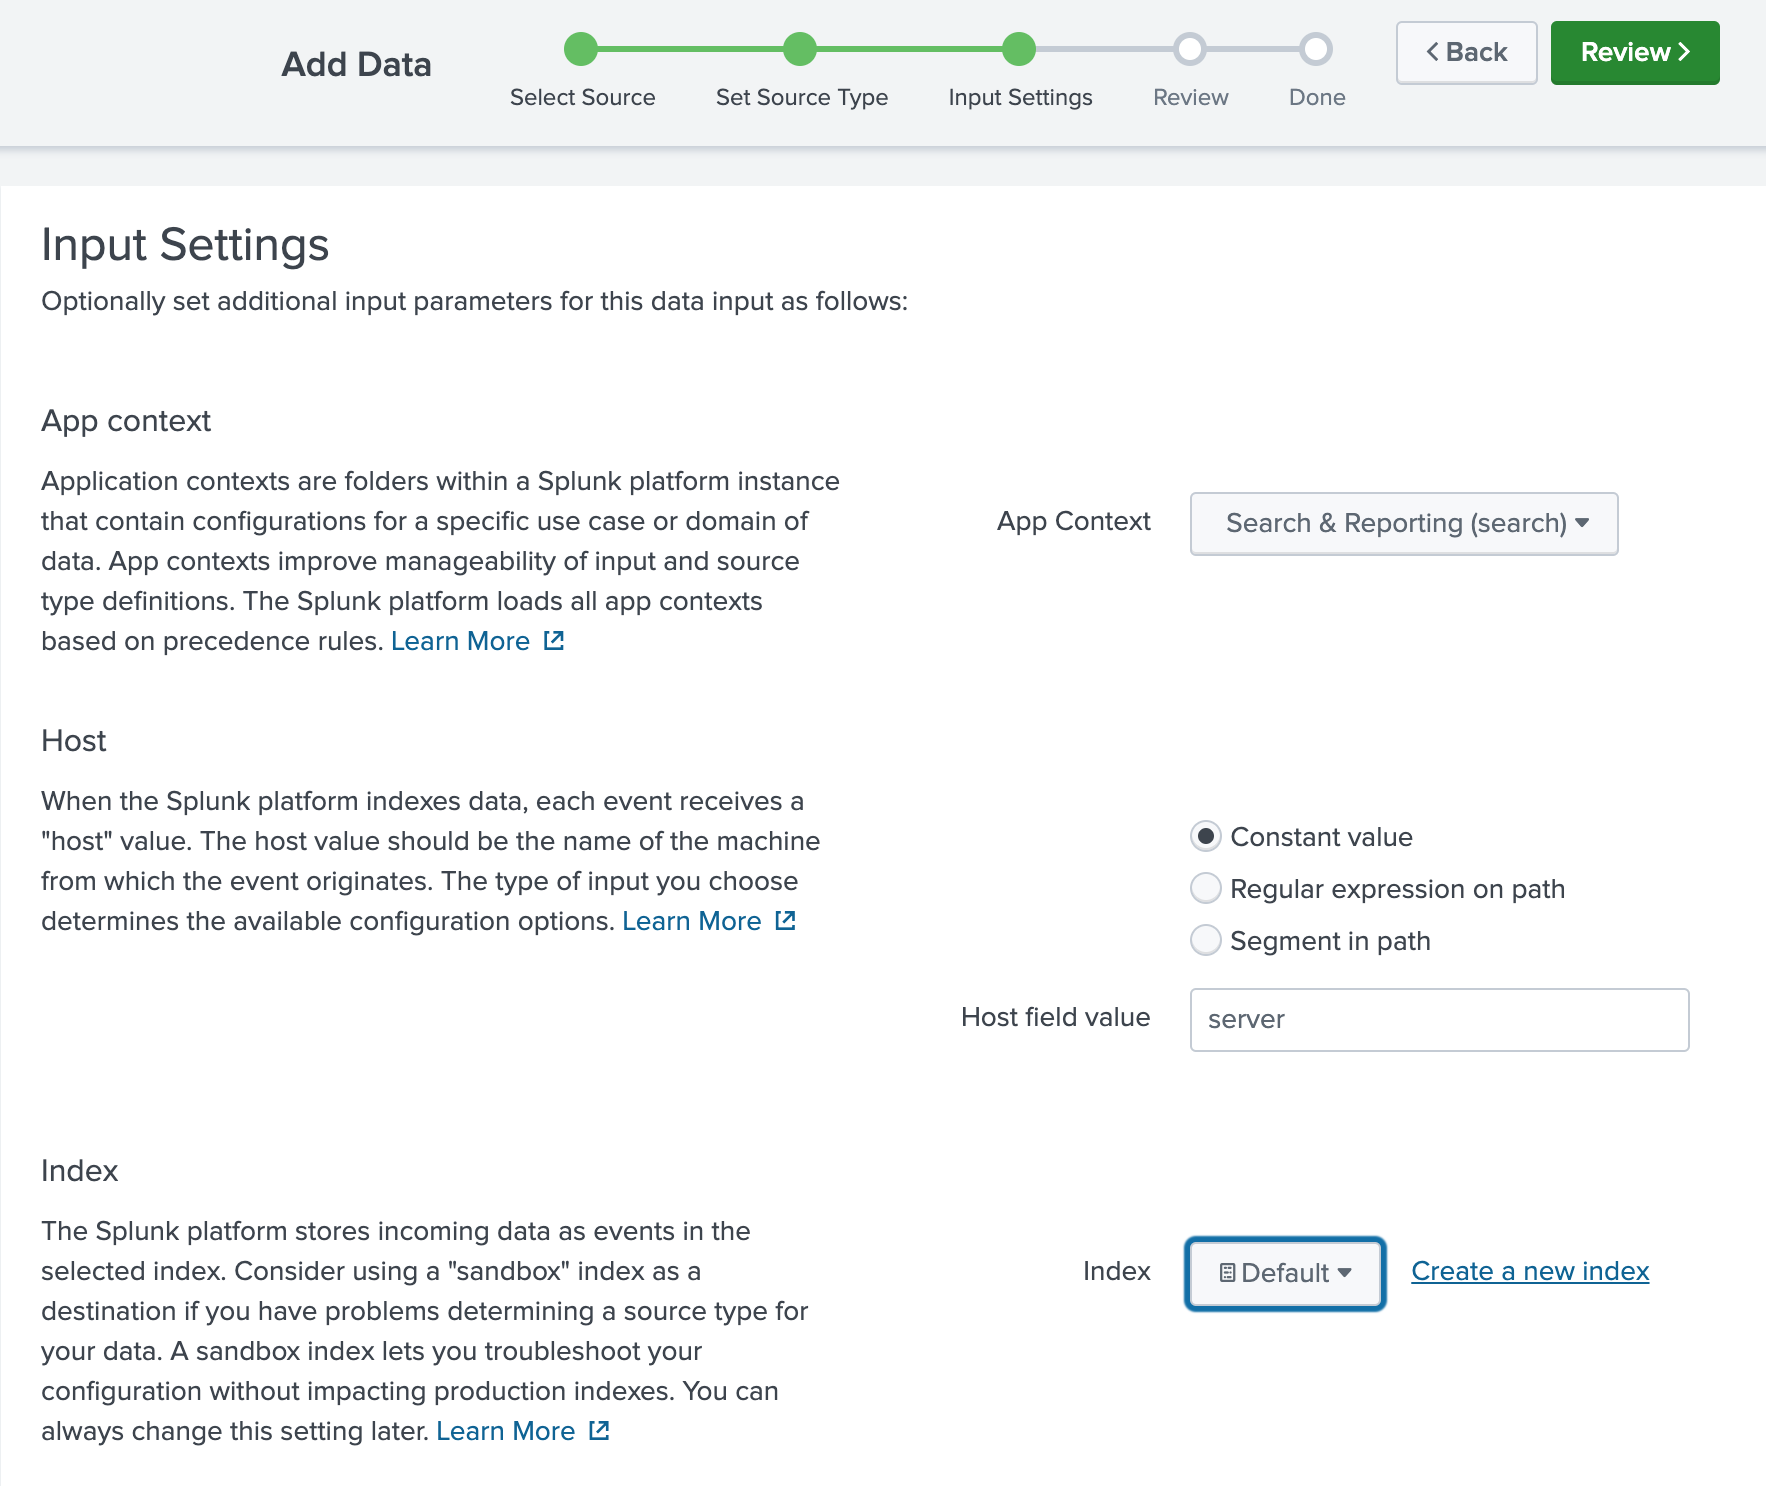 Add Data
Select Source
Set Source Type
Input Settings
Review
Done
Back
Review
Input Settings
Optionally set additional input parameters for this data input as follows:
App context
Application contexts are folders within a Splunk platform instance
that contain configurations for a specific use case or domain of
data. App contexts improve manageability of input and source
type definitions. The Splunk platform loads all app contexts
based on precedence rules. Learn More
App Context
Search & Reporting (search)
Host
When the Splunk platform indexes data, each event receives a
"host" value. The host value should be the name of the machine
from which the event originates. The type of input you choose
determines the available configuration options. Learn More
Constant value
Regular expression on path
Segment in path
Host field value
server
Index
The Splunk platform stores incoming data as events in the
selected index. Consider using a "sandbox" index as a
destination if you have problems determining a source type for
your data. A sandbox index lets you troubleshoot your
configuration without impacting production indexes. You can
always change this setting later. Learn More
Index
Default
Create a new index